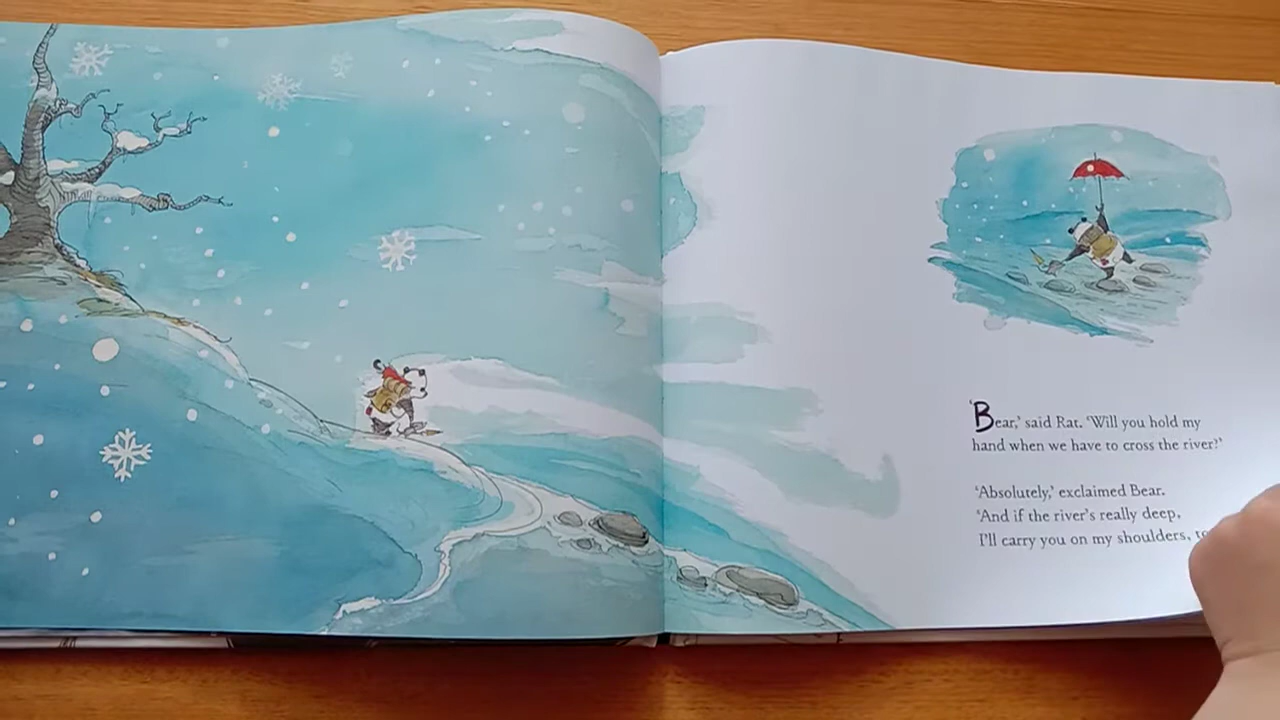 ‘Bear,’ said Rat. ‘Will you hold my
hand when we have to cross the river?’
‘Absolutely,’ exclaimed Bear.
‘And if the river’s really deep,
I’ll carry you on my shoulders,